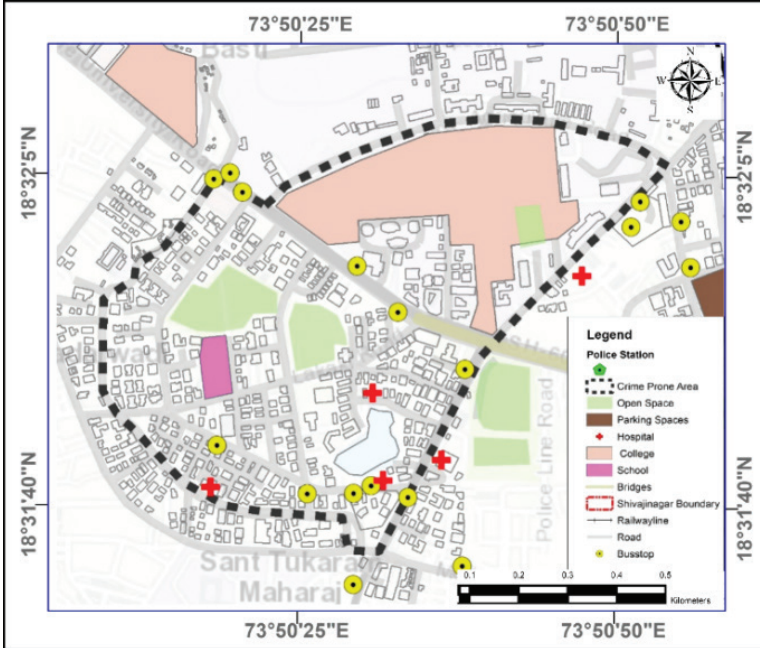 73°50'25"E
73°50'50"E
Basti
18°32'5"N
18°32'5"N
SH-60
Police Line Road
Legend
Police Station
Crime Prone Area
Open Space
Parking Spaces
Hospital
College
School
Bridges
Shivajinagar Boundary
Railwayline
Road
Busstop
18°31'40"N
18°31'40"N
Sant Tukaram
Maharaj
0.1 0.2 0.3 0.4 0.5
Kilometers
73°50'25"E
73°50'50"E